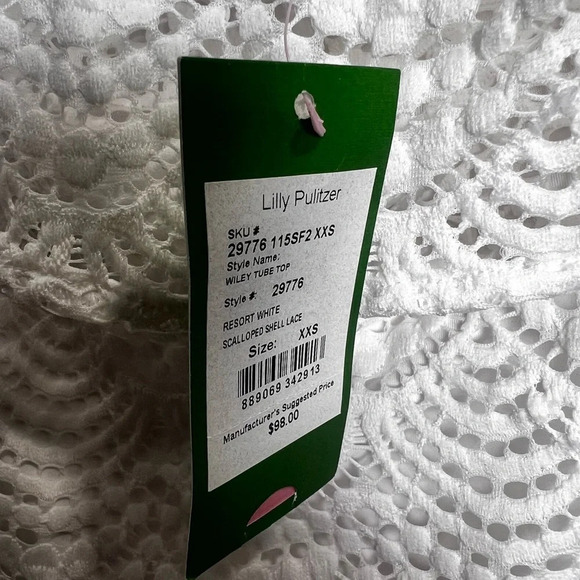 Lilly Pulitzer
SKU #
29776 115SF2 XXS
Style Name:
WILEY TUBE TOP
Style #: 29776
RESORT WHITE
SCALLOPED SHELL LACE
Size: XXS
889069 342913
Manufacturer's Suggested Price
$98.00